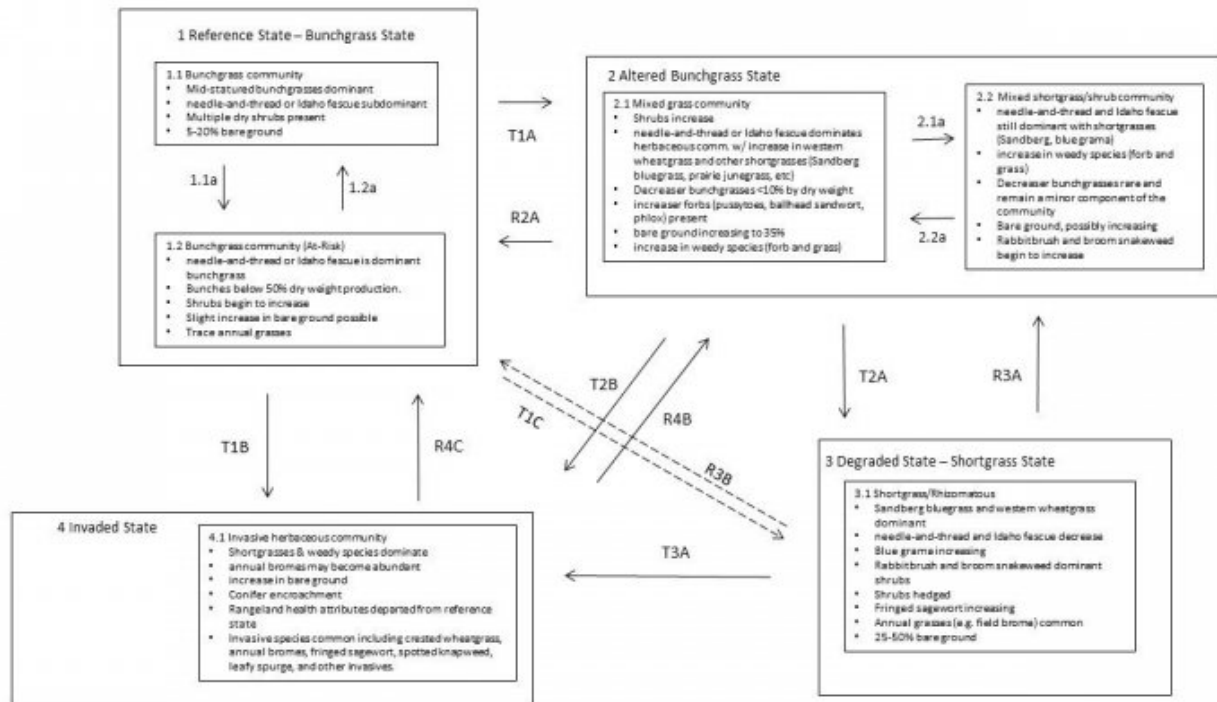 1 Reference State – Bunchgrass State
1.1 Bunchgrass community
• Mid-statured bunchgrasses dominant
• needle-and-thread or Idaho fescue subdominant
• Multiple dry shrubs present
• 5-20% bare ground
1.1a
1.2a
1.2 Bunchgrass community (At-Risk)
• needle-and-thread or Idaho fescue is dominant
bunchgrass
• Bunches below 50% dry weight production.
• Shrubs begin to increase
• Slight increase in bare ground possible
• Trace annual grasses
T1A
R2A
2 Altered Bunchgrass State
2.1 Mixed grass community
• Shrubs increase
• needle-and-thread or Idaho fescue dominates
herbaceous comm. w/ increase in western
wheatgrass and other shortgrasses (Sandberg
bluegrass, prairie junegrass, etc)
• Decreaser bunchgrasses <10% by dry weight
• increaser forbs (pussytoes, ballhead sandwort,
phlox) present
• bare ground increasing to 35%
• increase in weedy species (forb and grass)
2.1a
2.2a
2.2 Mixed shortgrass/shrub community
• needle-and-thread and Idaho fescue
still dominant with shortgrasses
(Sandberg, blue grama)
• increase in weedy species (forb and
grass)
• Decreaser bunchgrasses rare and
remain a minor component of the
community
• Bare ground, possibly increasing
• Rabbitbrush and broom snakeweed
begin to increase
T1B
R4C
T1C
R3B
T2B
R4B
T2A
R3A
T3A
4 Invaded State
4.1 Invasive herbaceous community
• Shortgrasses & weedy species dominate
• annual bromes may become abundant
• increase in bare ground
• Conifer encroachment
• Rangeland health attributes departed from reference
state
• Invasive species common including crested wheatgrass,
annual bromes, fringed sagewort, spotted knapweed,
leafy spurge, and other invasives.
3 Degraded State – Shortgrass State
3.1 Shortgrass/Rhizomatous
• Sandberg bluegrass and western wheatgrass
dominant
• needle-and-thread and Idaho fescue decrease
• Blue grama increasing
• Rabbitbrush and broom snakeweed dominant
shrubs
• Shrubs hedged
• Fringed sagewort increasing
• Annual grasses (e.g. field brome) common
• 25-50% bare ground